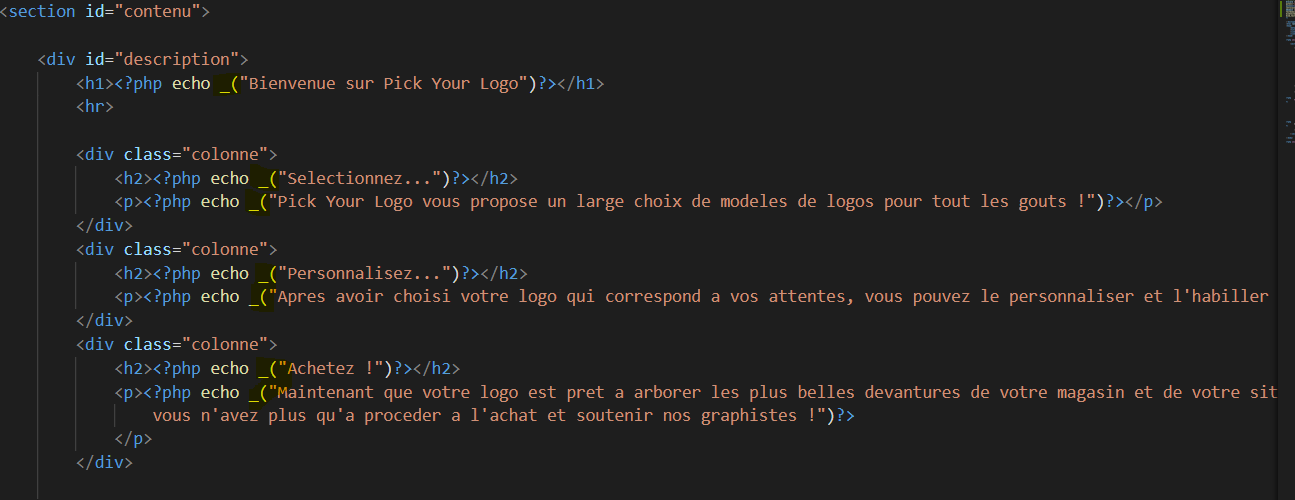 <section id="contenu">
<div id="description">
<h1><?php echo _("Bienvenue sur Pick Your Logo")?></h1>
<hr>
<div class="colonne">
<h2><?php echo _("Selectionnez...")?></h2>
<p><?php echo _("Pick Your Logo vous propose un large choix de modeles de logos pour tout les gouts !")?></p>
</div>
<div class="colonne">
<h2><?php echo _("Personnalisez...")?></h2>
<p><?php echo _("Apres avoir choisi votre logo qui correspond a vos attentes, vous pouvez le personnaliser et l'habiller
</div>
<div class="colonne">
<h2><?php echo _("Achetez !")?></h2>
<p><?php echo _("Maintenant que votre logo est pret a arborer les plus belles devantures de votre magasin et de votre sit
vous n'avez plus qu'a proceder a l'achat et soutenir nos graphistes !")?>
</p>
</div>